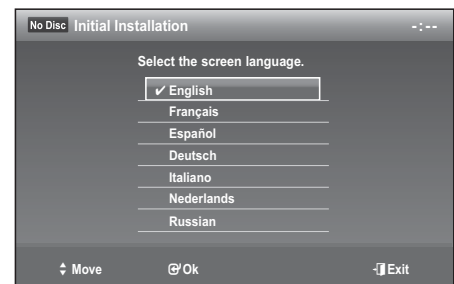 No Disc Initial Installation -:--
Select the screen language.
✔ English
Français
Español
Deutsch
Italiano
Nederlands
Russian
Move Ok Exit